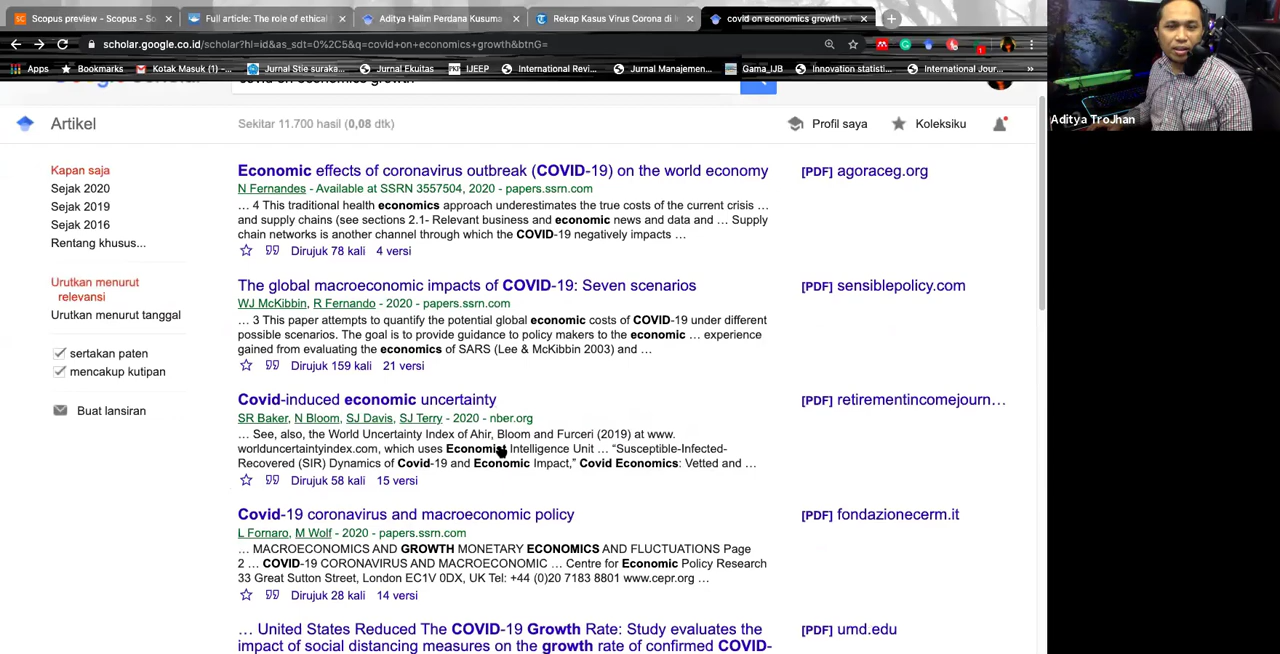 Scopus preview - Scopus - So
Full article: The role of ethical
Aditya Halim Perdana Kusuma
Rekap Kasus Virus Corona di I
covid on economics growth -
scholar.google.co.id/scholar?hl=id&as_sdt=0%2C5&q=covid+on+economics+growth&btnG=
Apps
Bookmarks
Kotak Masuk (1) -...
Jurnal Stie suraka...
Jurnal Ekuitas
IJEEP
International Revi...
Jurnal Manajemen...
Gama_IJB
Innovation statisti...
International Jour...
Aditya TroJhan
Artikel
Sekitar 11.700 hasil (0,08 dtk)
Profil saya
Koleksiku
Kapan saja
Sejak 2020
Sejak 2019
Sejak 2016
Rentang khusus...
Urutkan menurut
relevansi
Urutkan menurut tanggal
sertakan paten
mencakup kutipan
Buat lansiran
Economic effects of coronavirus outbreak (COVID-19) on the world economy
[PDF] agoraceg.org
N Fernandes - Available at SSRN 3557504, 2020 - papers.ssrn.com
... 4 This traditional health economics approach underestimates the true costs of the current crisis ...
and supply chains (see sections 2.1- Relevant business and economic news and data and ... Supply
chain networks is another channel through which the COVID-19 negatively impacts ...
Dirujuk 78 kali 4 versi
The global macroeconomic impacts of COVID-19: Seven scenarios
[PDF] sensiblepolicy.com
WJ McKibbin, R Fernando - 2020 - papers.ssrn.com
... 3 This paper attempts to quantify the potential global economic costs of COVID-19 under different
possible scenarios. The goal is to provide guidance to policy makers to the economic ... experience
gained from evaluating the economics of SARS (Lee & McKibbin 2003) and ...
Dirujuk 159 kali 21 versi
Covid-induced economic uncertainty
[PDF] retirementincomejourn...
SR Baker, N Bloom, SJ Davis, SJ Terry - 2020 - nber.org
... See, also, the World Uncertainty Index of Ahir, Bloom and Furceri (2019) at www.
worlduncertaintyindex.com, which uses Economist Intelligence Unit ... "Susceptible-Infected-
Recovered (SIR) Dynamics of Covid-19 and Economic Impact," Covid Economics: Vetted and ...
Dirujuk 58 kali 15 versi
Covid-19 coronavirus and macroeconomic policy
[PDF] fondazionecerm.it
L Fornaro, M Wolf - 2020 - papers.ssrn.com
... MACROECONOMICS AND GROWTH MONETARY ECONOMICS AND FLUCTUATIONS Page
2 ... COVID-19 CORONAVIRUS AND MACROECONOMIC ... Centre for Economic Policy Research
33 Great Sutton Street, London EC1V 0DX, UK Tel: +44 (0)20 7183 8801 www.cepr.org ...
Dirujuk 28 kali 14 versi
... United States Reduced The COVID-19 Growth Rate: Study evaluates the
impact of social distancing measures on the growth rate of confirmed COVID-
[PDF] umd.edu